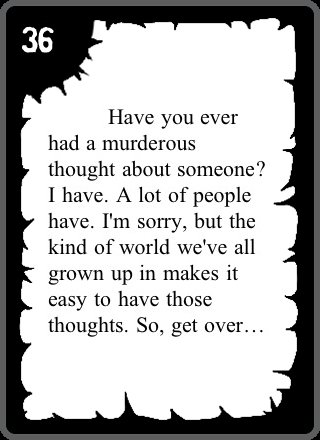 36
Have you ever
had a murderous
thought about someone?
I have. A lot of people
have. I'm sorry, but the
kind of world we've all
grown up in makes it
easy to have those
thoughts. So, get over…